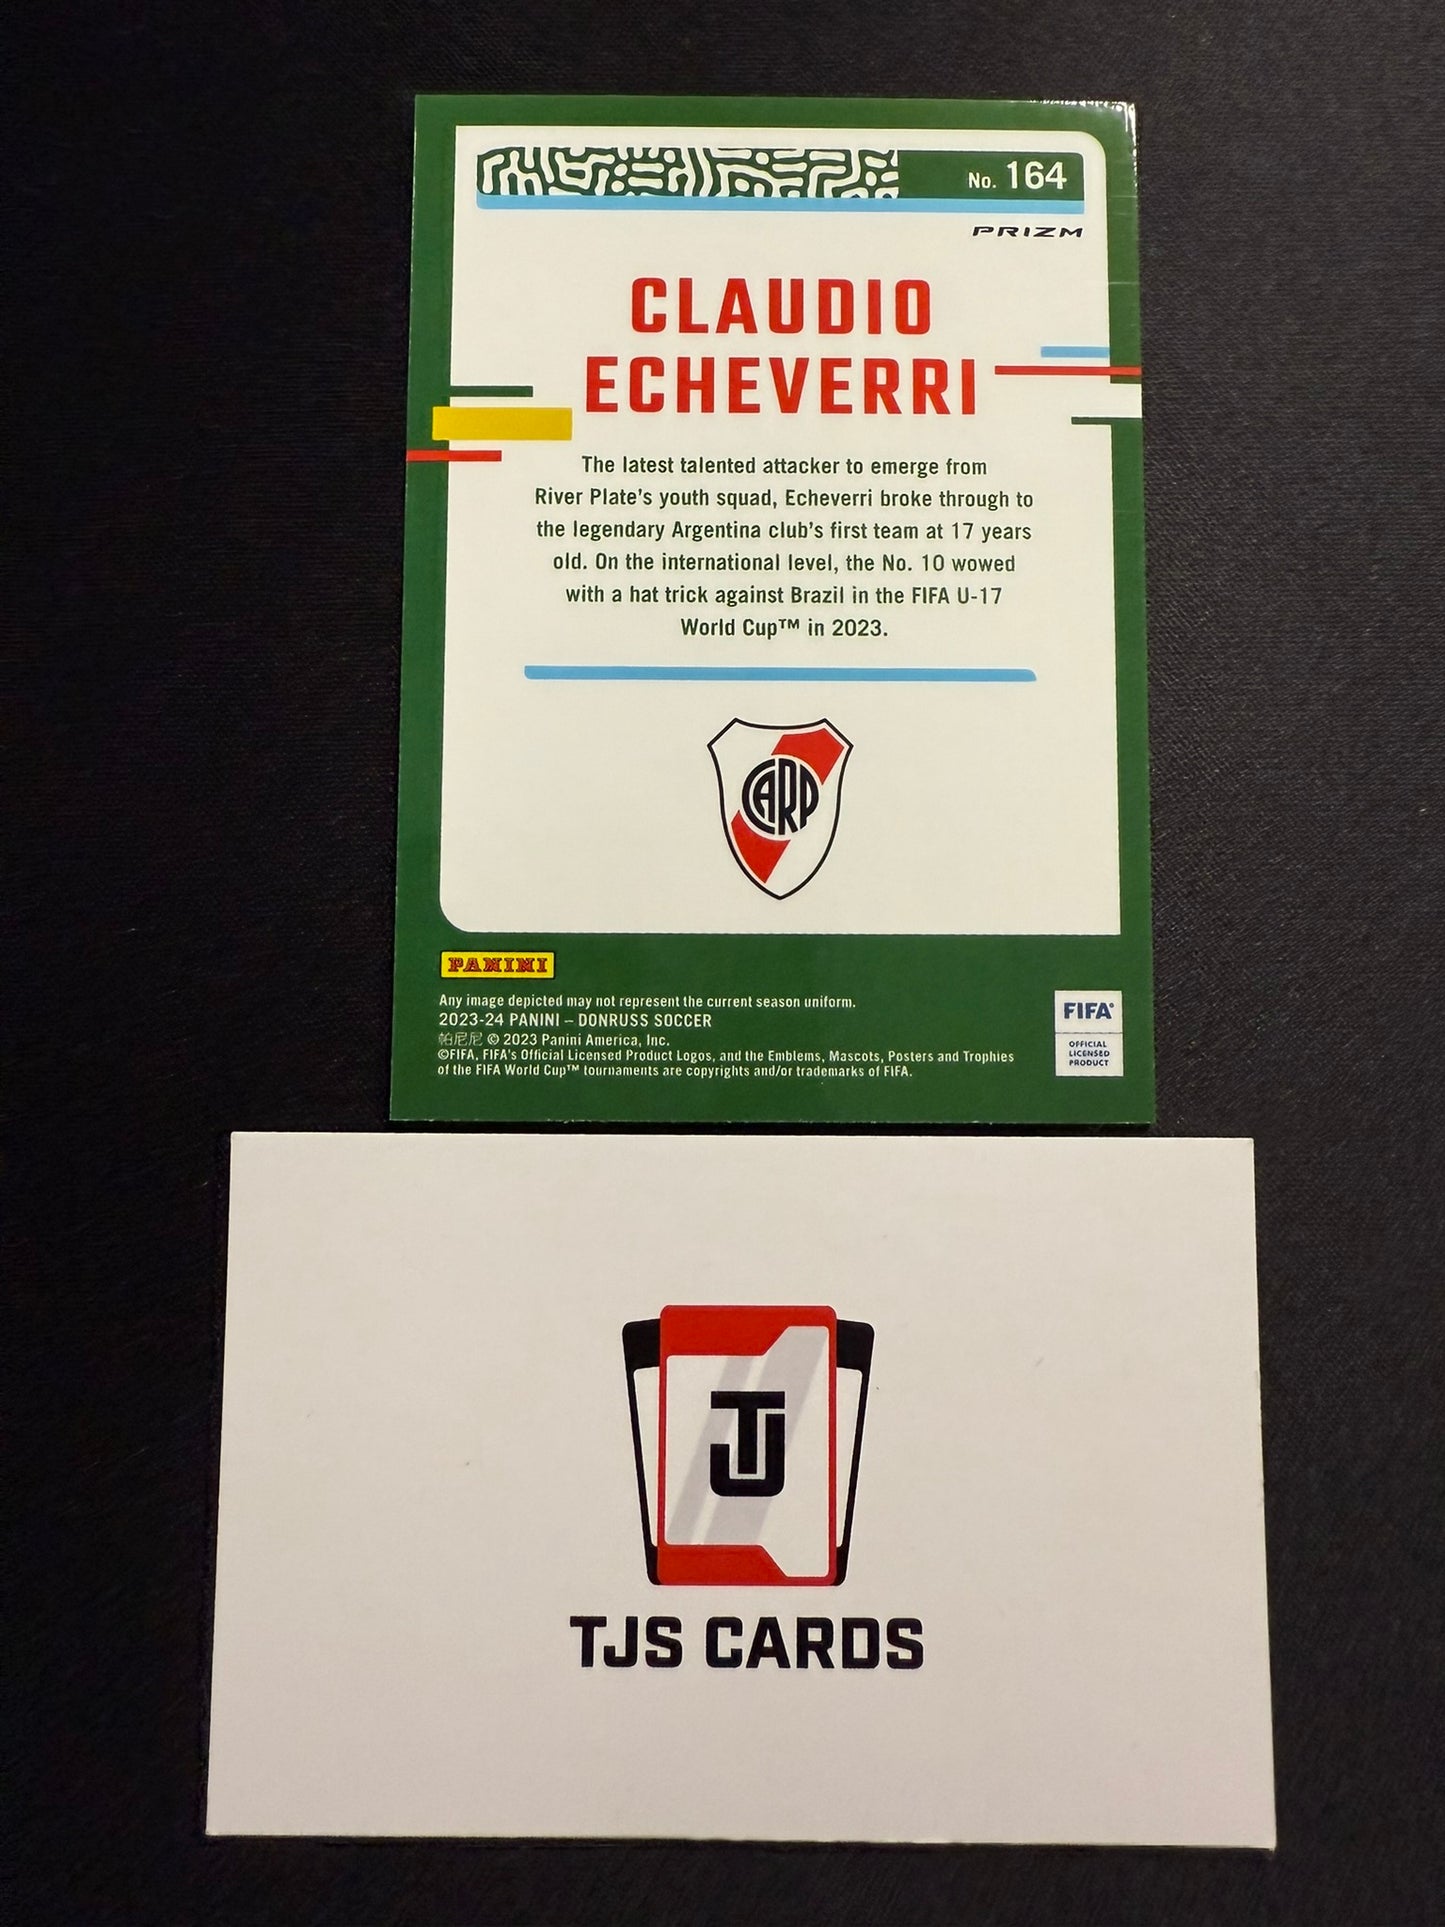 No. 164
PRIZM
CLAUDIO
ECHEVERRI
The latest talented attacker to emerge from
River Plate's youth squad, Echeverri broke through to
the legendary Argentina club's first team at 17 years
old. On the international level, the No. 10 wowed
with a hat trick against Brazil in the FIFA U-17
World Cup™ in 2023.
CARP
PANINI
Any image depicted may not represent the current season uniform.
2023-24 PANINI – DONRUSS SOCCER
帕尼尼 © 2023 Panini America, Inc.
©FIFA, FIFA's Official Licensed Product Logos, and the Emblems, Mascots, Posters and Trophies
of the FIFA World Cup™ tournaments are copyrights and/or trademarks of FIFA.
FIFA®
OFFICIAL
LICENSED
PRODUCT
TJ
TJS CARDS